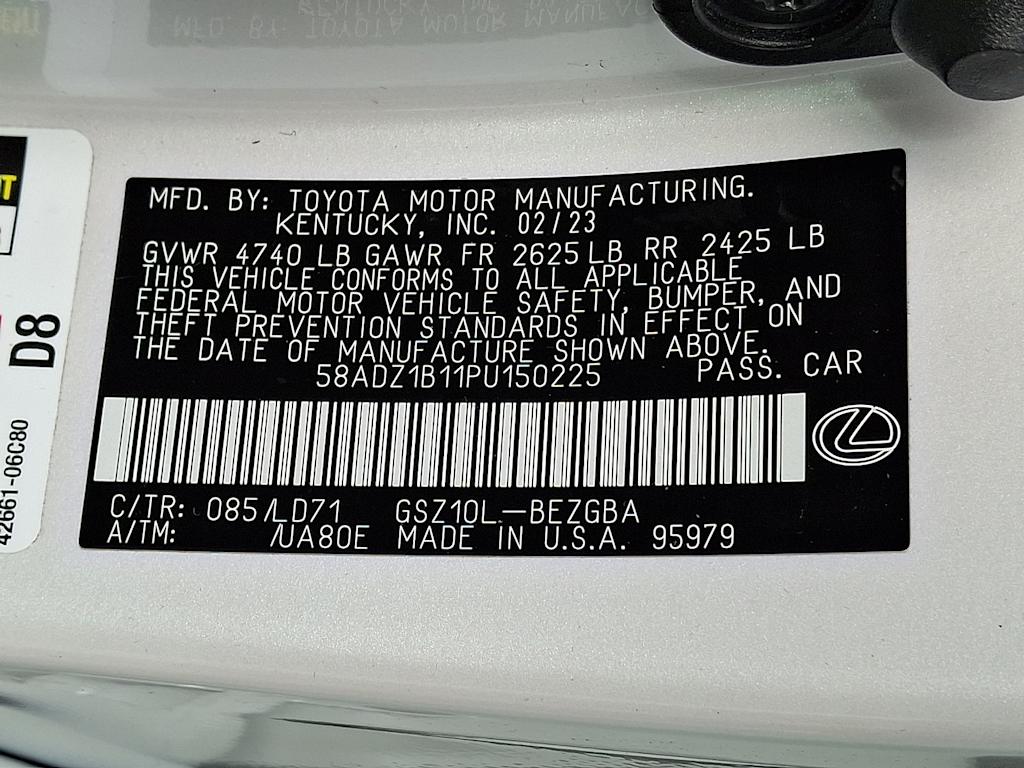 MFD. BY: TOYOTA MOTOR MANUFACTURING.
KENTUCKY, INC. 02/23
GVWR 4740 LB GAWR FR 2625 LB RR 2425 LB
THIS VEHICLE CONFORMS TO ALL APPLICABLE
FEDERAL MOTOR VEHICLE SAFETY, BUMPER, AND
THEFT PREVENTION STANDARDS IN EFFECT ON
THE DATE OF MANUFACTURE SHOWN ABOVE.
58ADZ1B11PU150225 PASS. CAR
C/TR: 085/LD71 GSZ10L-BEZGBA
A/TM: /UA80E MADE IN U.S.A. 95979
D8
42661-06C80